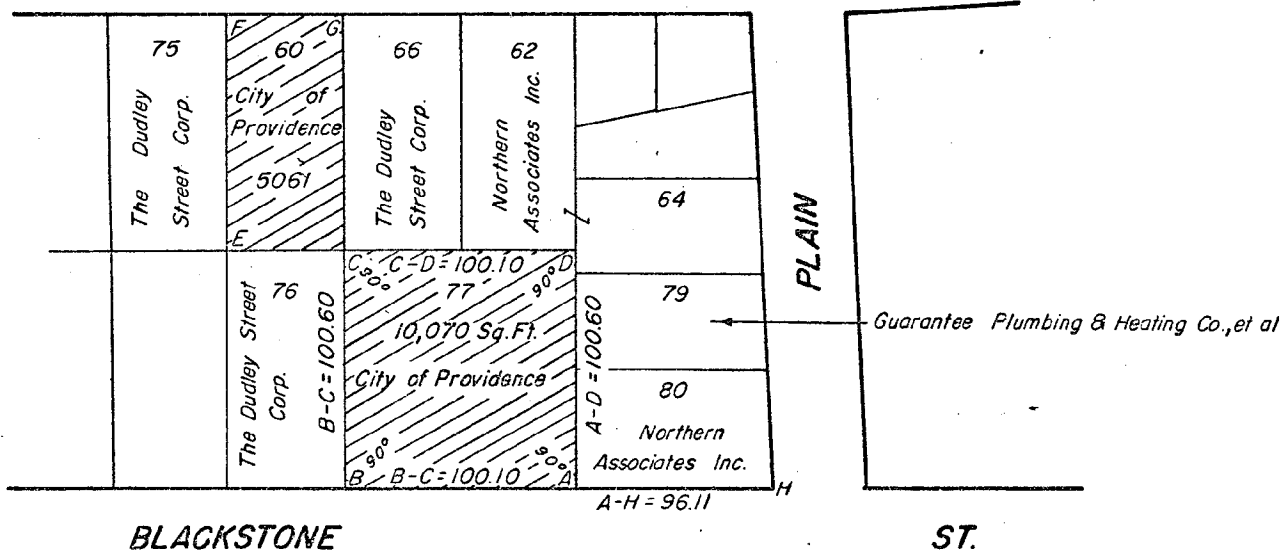 75
The Dudley
Street Corp.
F
60
G
City of
Providence
5061
E
66
The Dudley
Street Corp.
62
Northern
Associates Inc.
64
PLAIN
The Dudley Street
Corp.
76
B-C=100.60
C
90°
C-D=100.10
D
90°
77
10,070 Sq.Ft.
City of Providence
B
90°
B-C=100.10
90°
A
A-D=100.60
79
Guarantee Plumbing & Heating Co.,et al
80
Northern
Associates Inc.
H
A-H=96.11
BLACKSTONE ST.